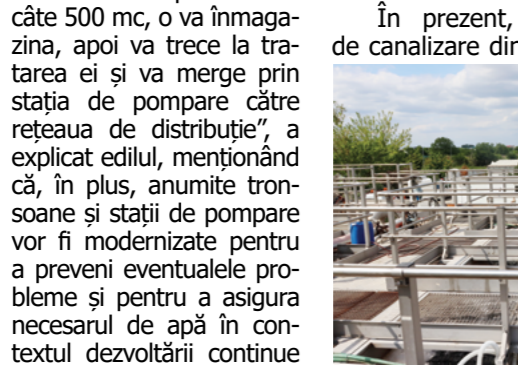 câte 500 mc, o va înmaga-
zina, apoi va trece la tra-
tarea ei și va merge prin
stația de pompare către
rețeaua de distribuție”, a
explicat edilul, menționând
că, în plus, anumite tron-
soane și stații de pompare
vor fi modernizate pentru
a preveni eventualele pro-
bleme și pentru a asigura
necesarul de apă în con-
textul dezvoltării continue
În prezent,
de canalizare din